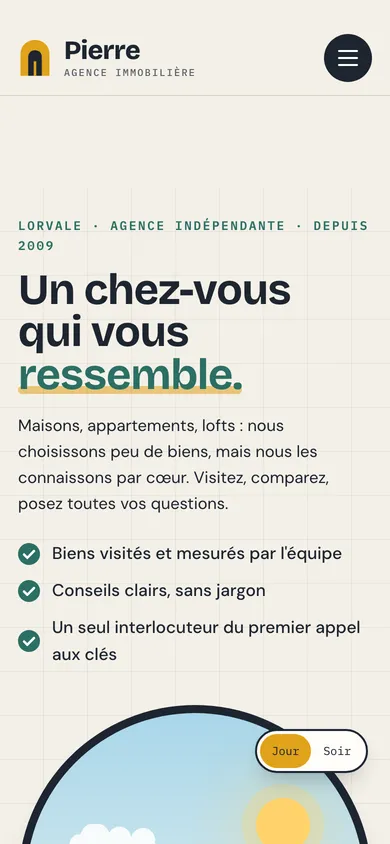 Pierre
AGENCE IMMOBILIÈRE
LORVALE · AGENCE INDÉPENDANTE · DEPUIS
2009
Un chez-vous
qui vous
ressemble.
Maisons, appartements, lofts : nous
choisissons peu de biens, mais nous les
connaissons par cœur. Visitez, comparez,
posez toutes vos questions.
Biens visités et mesurés par l'équipe
Conseils clairs, sans jargon
Un seul interlocuteur du premier appel
aux clés
Jour Soir